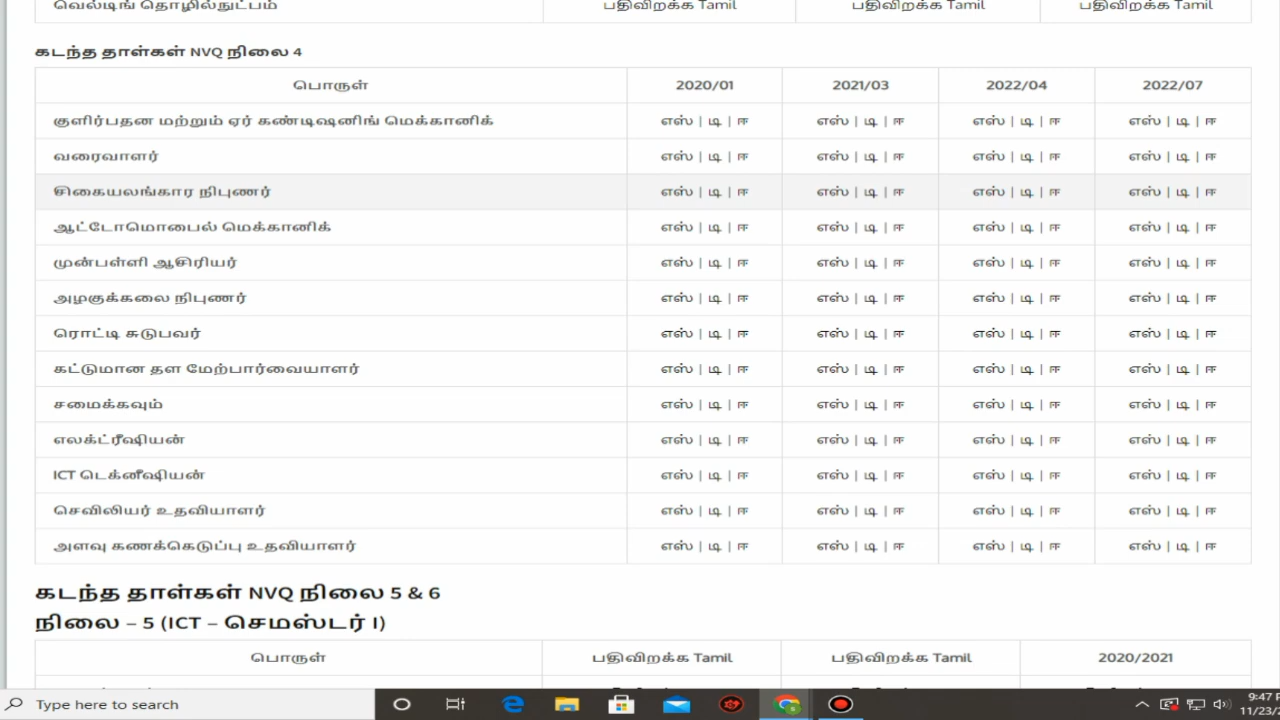 வெல்டிங் தொழில்நுட்பம் பதிவிறக்க Tamil பதிவிறக்க Tamil பதிவிறக்க Tamil
கடந்த தாள்கள் NVQ நிலை 4
பொருள் 2020/01 2021/03 2022/04 2022/07
குளிர்பதன மற்றும் ஏர் கண்டிஷனிங் மெக்கானிக் எஸ் | டி | ஈ எஸ் | டி | ஈ எஸ் | டி | ஈ எஸ் | டி | ஈ
வரைவாளர் எஸ் | டி | ஈ எஸ் | டி | ஈ எஸ் | டி | ஈ எஸ் | டி | ஈ
சிகையலங்கார நிபுணர் எஸ் | டி | ஈ எஸ் | டி | ஈ எஸ் | டி | ஈ எஸ் | டி | ஈ
ஆட்டோமொபைல் மெக்கானிக் எஸ் | டி | ஈ எஸ் | டி | ஈ எஸ் | டி | ஈ எஸ் | டி | ஈ
முன்பள்ளி ஆசிரியர் எஸ் | டி | ஈ எஸ் | டி | ஈ எஸ் | டி | ஈ எஸ் | டி | ஈ
அழகுக்கலை நிபுணர் எஸ் | டி | ஈ எஸ் | டி | ஈ எஸ் | டி | ஈ எஸ் | டி | ஈ
ரொட்டி சுடுபவர் எஸ் | டி | ஈ எஸ் | டி | ஈ எஸ் | டி | ஈ எஸ் | டி | ஈ
கட்டுமான தள மேற்பார்வையாளர் எஸ் | டி | ஈ எஸ் | டி | ஈ எஸ் | டி | ஈ எஸ் | டி | ஈ
சமைக்கவும் எஸ் | டி | ஈ எஸ் | டி | ஈ எஸ் | டி | ஈ எஸ் | டி | ஈ
எலக்ட்ரீஷியன் எஸ் | டி | ஈ எஸ் | டி | ஈ எஸ் | டி | ஈ எஸ் | டி | ஈ
ICT டெக்னீஷியன் எஸ் | டி | ஈ எஸ் | டி | ஈ எஸ் | டி | ஈ எஸ் | டி | ஈ
செவிலியர் உதவியாளர் எஸ் | டி | ஈ எஸ் | டி | ஈ எஸ் | டி | ஈ எஸ் | டி | ஈ
அளவு கணக்கெடுப்பு உதவியாளர் எஸ் | டி | ஈ எஸ் | டி | ஈ எஸ் | டி | ஈ எஸ் | டி | ஈ
கடந்த தாள்கள் NVQ நிலை 5 & 6
நிலை – 5 (ICT – செமஸ்டர் I)
பொருள் பதிவிறக்க Tamil பதிவிறக்க Tamil 2020/2021
Type here to search
9:47 P
11/23/2